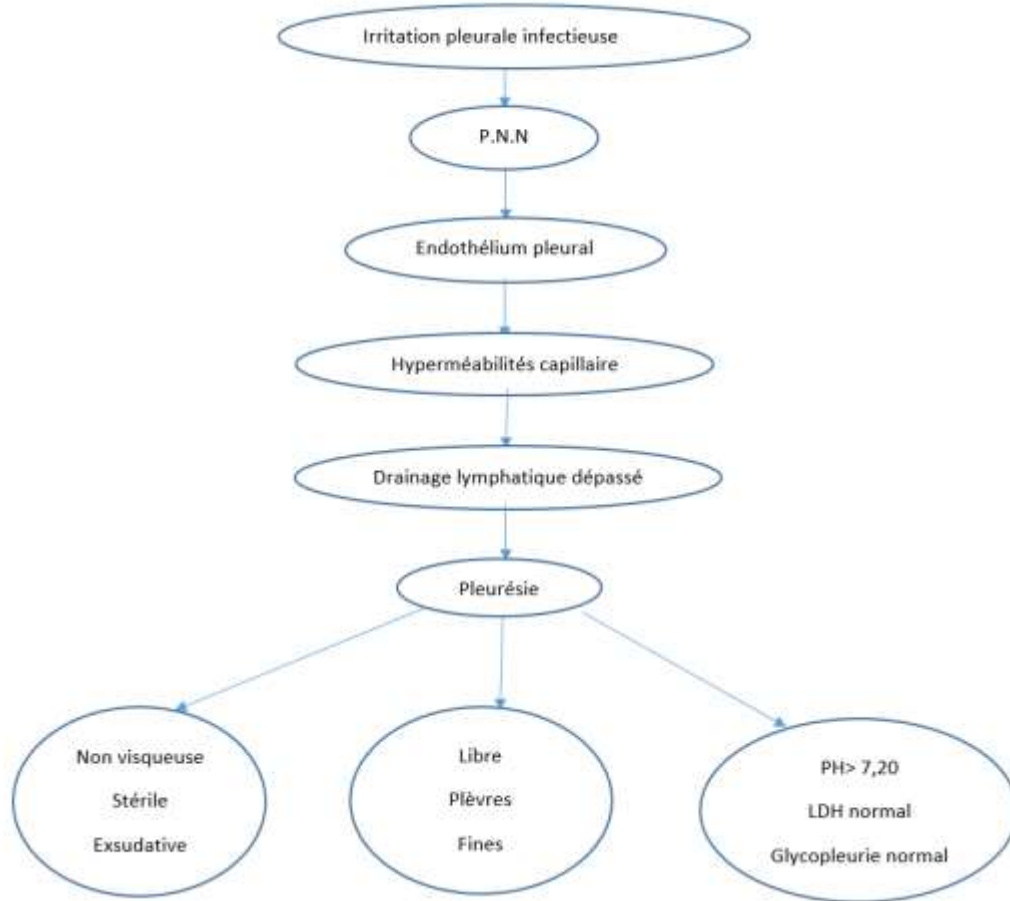 Irritation pleurale infectieuse
P.N.N
Endothélium pleural
Hyperméabilités capillaire
Drainage lymphatique dépassé
Pleurésie
Non visqueuse
Stérile
Exsudative
Libre
Plèvres
Fines
PH> 7,20
LDH normal
Glycopleurie normal